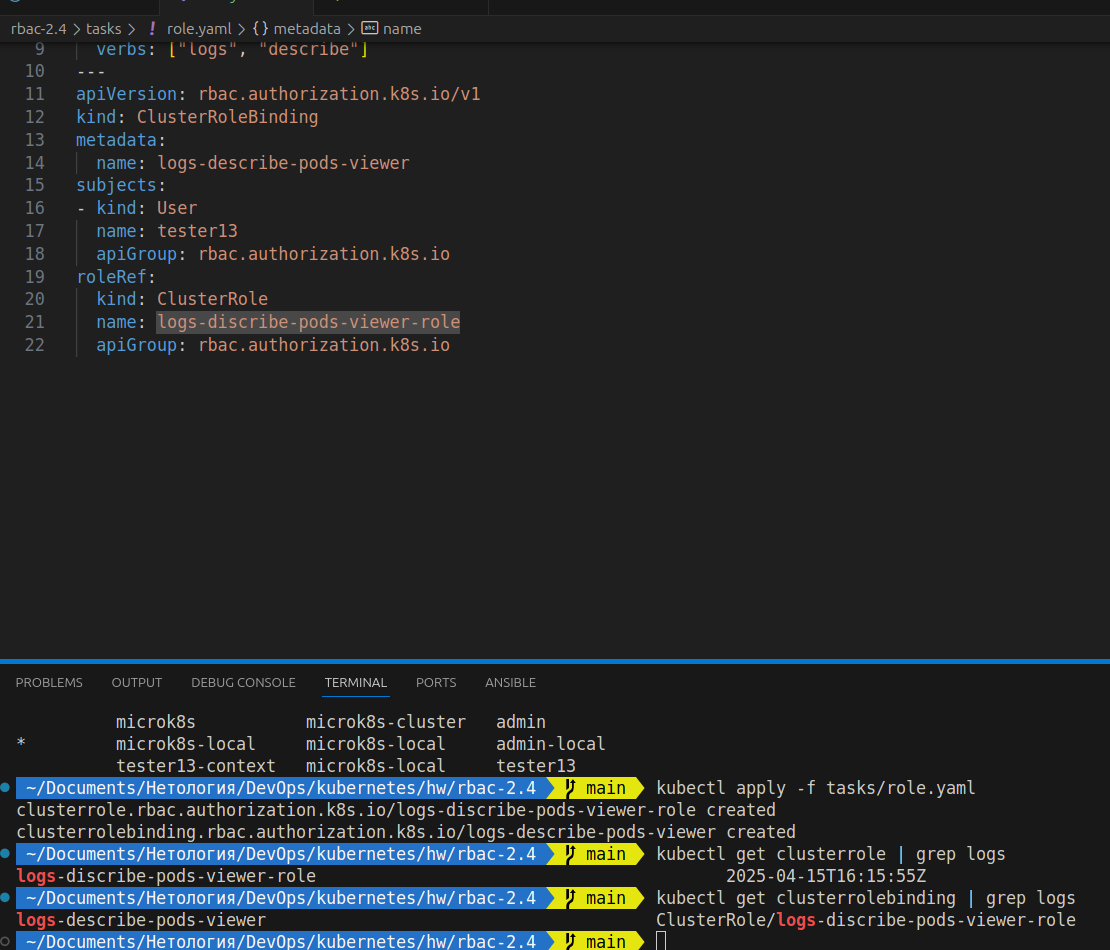 rbac-2.4 > tasks > ! role.yaml > {} metadata > abc name
9 verbs: ["logs", "describe"]
10 ---
11 apiVersion: rbac.authorization.k8s.io/v1
12 kind: ClusterRoleBinding
13 metadata:
14 name: logs-describe-pods-viewer
15 subjects:
16 - kind: User
17 name: tester13
18 apiGroup: rbac.authorization.k8s.io
19 roleRef:
20 kind: ClusterRole
21 name: logs-discribe-pods-viewer-role
22 apiGroup: rbac.authorization.k8s.io
PROBLEMS OUTPUT DEBUG CONSOLE TERMINAL PORTS ANSIBLE
microk8s microk8s-cluster admin
* microk8s-local microk8s-local admin-local
tester13-context microk8s-local tester13
~/Documents/Нетология/DevOps/kubernetes/hw/rbac-2.4 main kubectl apply -f tasks/role.yaml
clusterrole.rbac.authorization.k8s.io/logs-discribe-pods-viewer-role created
clusterrolebinding.rbac.authorization.k8s.io/logs-describe-pods-viewer created
~/Documents/Нетология/DevOps/kubernetes/hw/rbac-2.4 main kubectl get clusterrole | grep logs
logs-discribe-pods-viewer-role 2025-04-15T16:15:55Z
~/Documents/Нетология/DevOps/kubernetes/hw/rbac-2.4 main kubectl get clusterrolebinding | grep logs
logs-describe-pods-viewer ClusterRole/logs-discribe-pods-viewer-role
~/Documents/Нетология/DevOps/kubernetes/hw/rbac-2.4 main